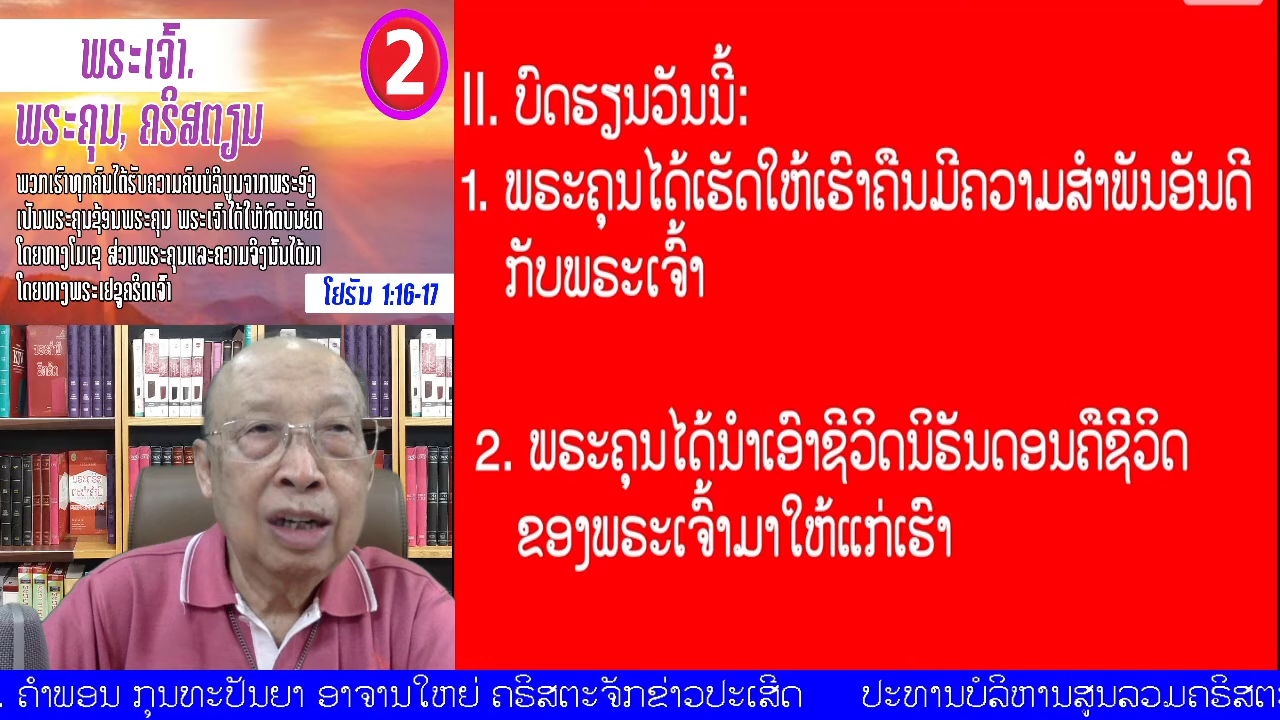 ພຣະເຈົ້າ,
2
ພຣະຄຸນ, ຄຣິສຕຽນ
ພວກເຮົາທຸກຄົນໄດ້ຮັບຄວາມຄົບບໍລິບູນຈາກພຣະອົງ
ເປັນພຣະຄຸນຊ້ອນພຣະຄຸນ ພຣະເຈົ້າໄດ້ໃຫ້ກົດບັນຍັດ
ໂດຍທາງໂມເຊ ສ່ວນພຣະຄຸນແລະຄວາມຈິງນັ້ນໄດ້ມາ
ໂດຍທາງພຣະເຢຊູຄຣິດເຈົ້າ
ໂຢຮັນ 1:16-17
II. ບົດຮຽນວັນນີ້:
1. ພຣະຄຸນໄດ້ເຮັດໃຫ້ເຮົາຄືນມີຄວາມສຳພັນອັນດີ
ກັບພຣະເຈົ້າ
2. ພຣະຄຸນໄດ້ນຳເອົາຊີວິດນິຣັນດອນຄືຊີວິດ
ຂອງພຣະເຈົ້າມາໃຫ້ແກ່ເຮົາ
. ຄຳພອນ ກຸນທະປັນຍາ ອາຈານໃຫຍ່ ຄຣິສຕະຈັກຂ່າວປະເສີດ ປະທານບໍລິຫານສູນລວມຄຣິສຕ